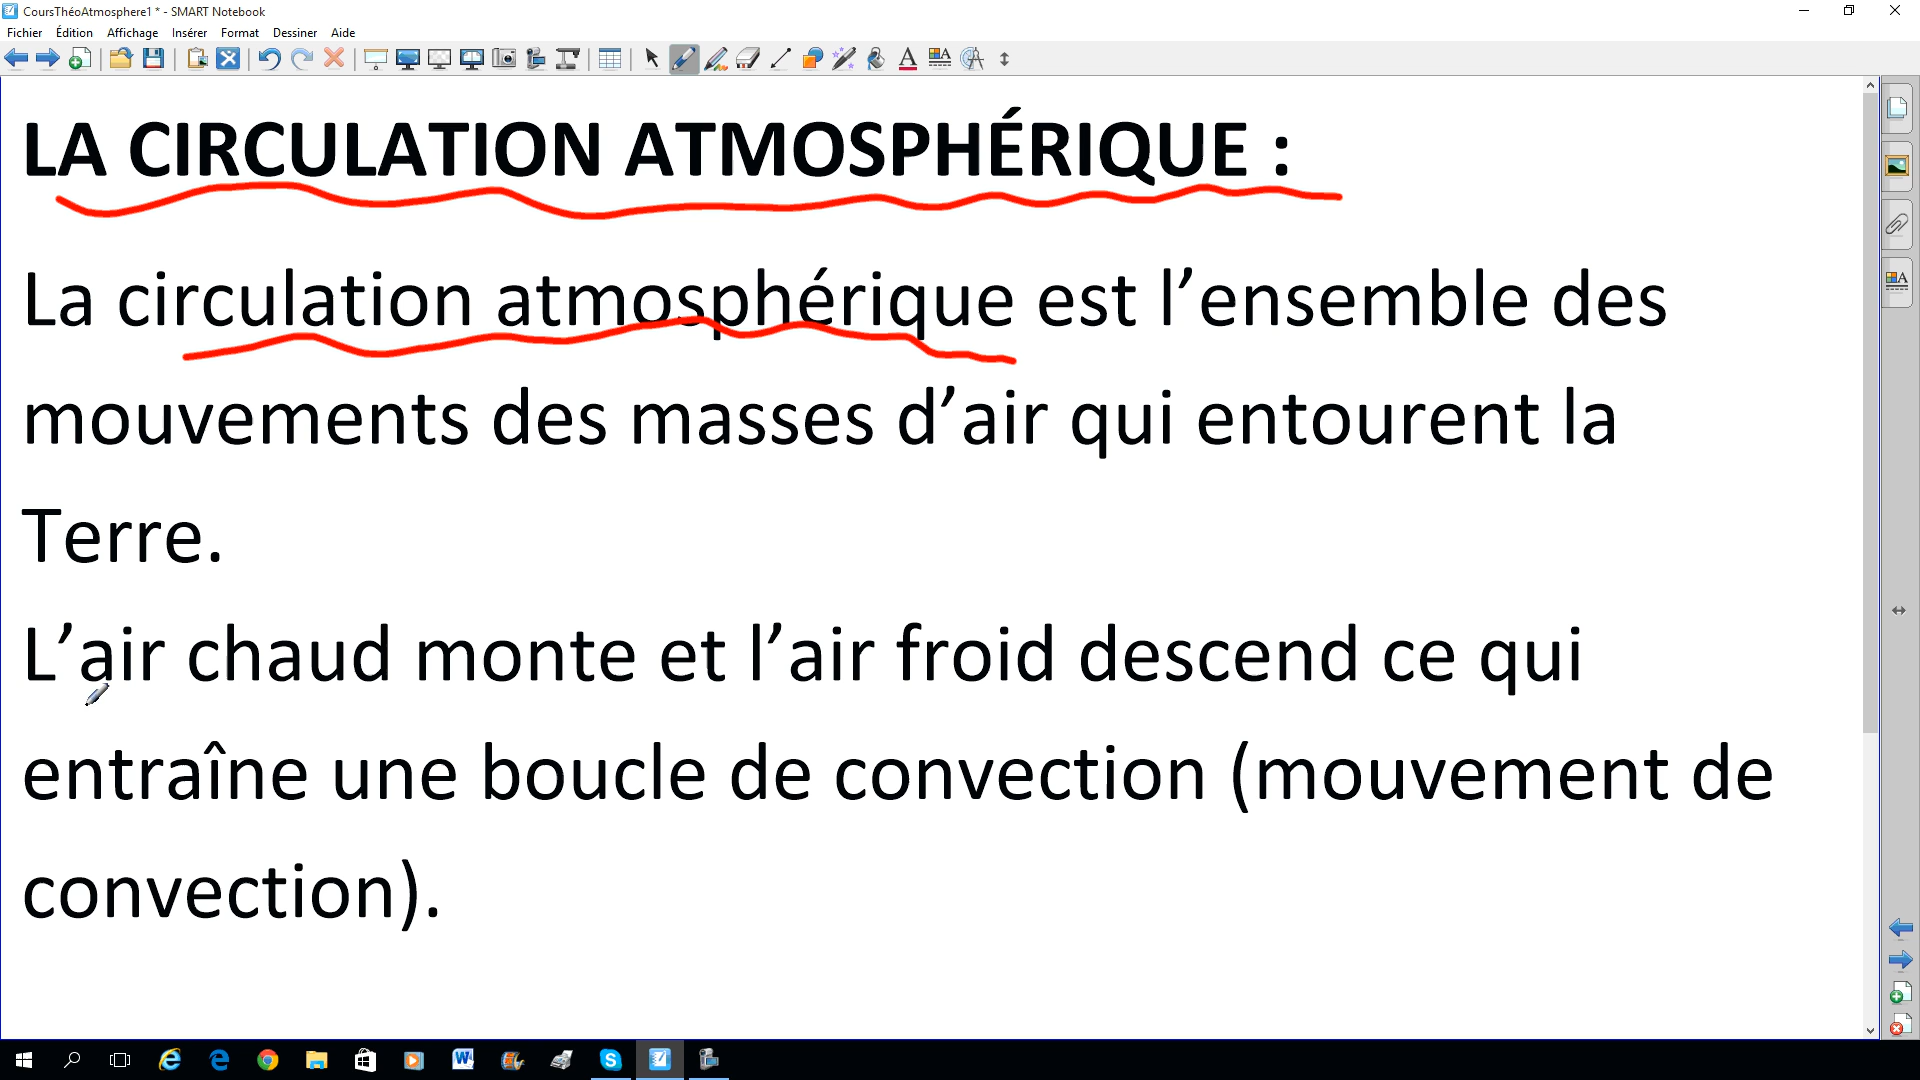 CoursThéoAtmosphere1 * - SMART Notebook
Fichier Édition Affichage Insérer Format Dessiner Aide
LA CIRCULATION ATMOSPHÉRIQUE :
La circulation atmosphérique est l’ensemble des
mouvements des masses d’air qui entourent la
Terre.
L’air chaud monte et l’air froid descend ce qui
entraîne une boucle de convection (mouvement de
convection).